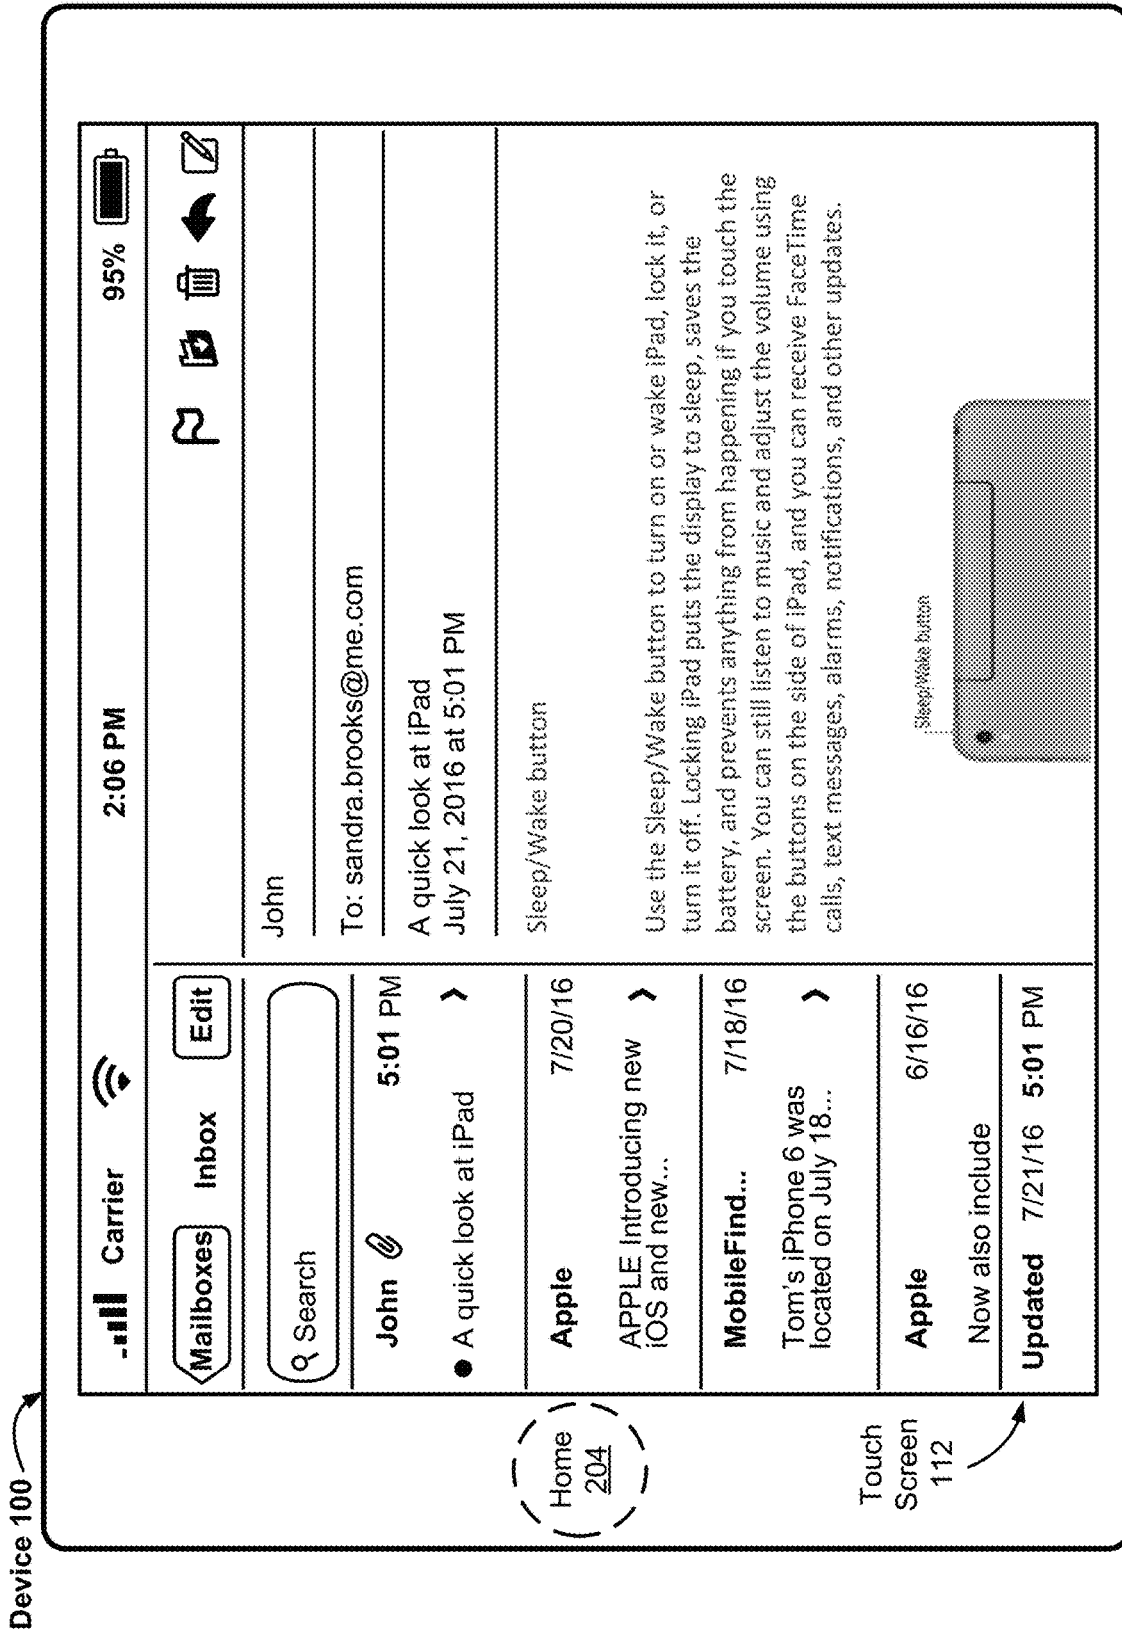 Device 100
Carrier
2:06 PM
95%
Mailboxes
Inbox
Edit
Search
John
5:01 PM
A quick look at iPad
Apple
7/20/16
APPLE Introducing new
iOS and new...
MobileFind...
7/18/16
Tom's iPhone 6 was
located on July 18...
Apple
6/16/16
Now also include
Updated 7/21/16 5:01 PM
John
To: sandra.brooks@me.com
A quick look at iPad
July 21, 2016 at 5:01 PM
Sleep/Wake button
Use the Sleep/Wake button to turn on or wake iPad, lock it, or
turn it off. Locking iPad puts the display to sleep, saves the
battery, and prevents anything from happening if you touch the
screen. You can still listen to music and adjust the volume using
the buttons on the side of iPad, and you can receive FaceTime
calls, text messages, alarms, notifications, and other updates.
Sleep/Wake button
Home
204
Touch
Screen
112